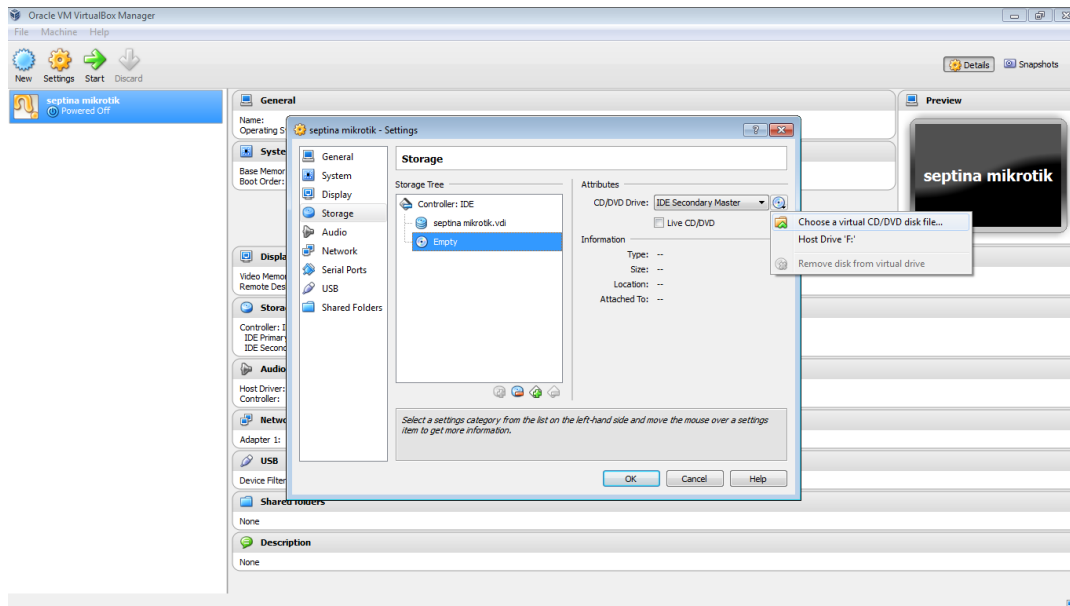 Oracle VM VirtualBox Manager
File Machine Help
New Settings Start Discard
Details Snapshots
septina mikrotik
Powered Off
General
Name:
Operating S
Syste
Base Memor
Boot Order:
Displa
Video Memo
Remote Des
Stora
Controller: I
IDE Primar
IDE Second
Audio
Host Driver:
Controller:
Netwo
Adapter 1:
USB
Device Filter
Shared folders
None
Description
None
Preview
septina mikrotik
septina mikrotik - Settings
General
System
Display
Storage
Audio
Network
Serial Ports
USB
Shared Folders
Storage
Storage Tree
Controller: IDE
septina mikrotik.vdi
Empty
Attributes
CD/DVD Drive: IDE Secondary Master
Live CD/DVD
Information
Type: --
Size: --
Location: --
Attached To: --
Choose a virtual CD/DVD disk file...
Host Drive 'F:'
Remove disk from virtual drive
Select a settings category from the list on the left-hand side and move the mouse over a settings
item to get more information.
OK Cancel Help